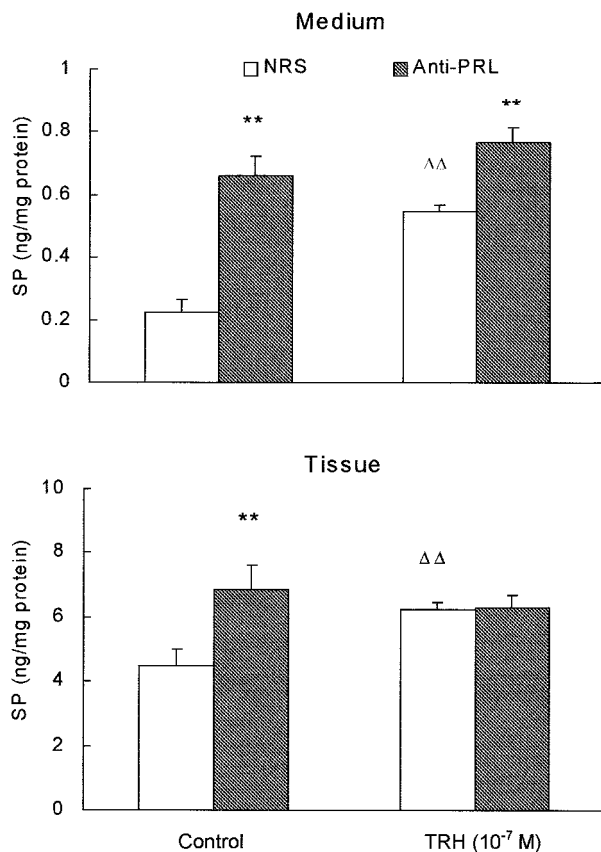 Medium
NRS
Anti-PRL
SP (ng/mg protein)
1
0.8
0.6
0.4
0.2
0
**
ΔΔ
**
Tissue
SP (ng/mg protein)
10
8
6
4
2
0
**
ΔΔ
Control
TRH (10⁻⁷ M)